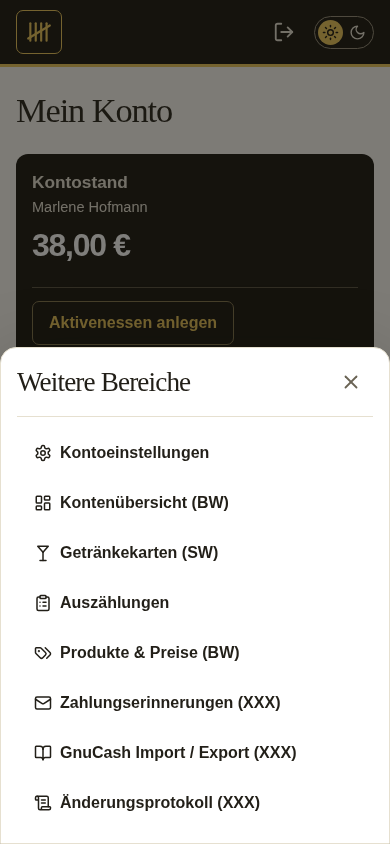 Mein Konto
Kontostand
Marlene Hofmann
38,00 €
Aktivenessen anlegen
Weitere Bereiche
Kontoeinstellungen
Kontenübersicht (BW)
Getränkekarten (SW)
Auszählungen
Produkte & Preise (BW)
Zahlungserinnerungen (XXX)
GnuCash Import / Export (XXX)
Änderungsprotokoll (XXX)